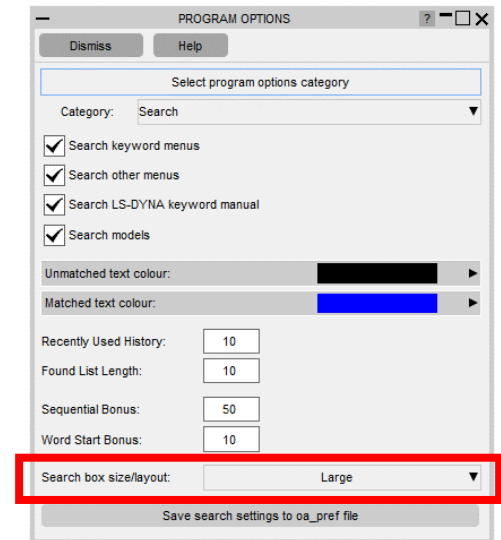 PROGRAM OPTIONS ?
Dismiss Help
Select program options category
Category: Search
Search keyword menus
Search other menus
Search LS-DYNA keyword manual
Search models
Unmatched text colour:
Matched text colour:
Recently Used History: 10
Found List Length: 10
Sequential Bonus: 50
Word Start Bonus: 10
Search box size/layout: Large
Save search settings to oa_pref file